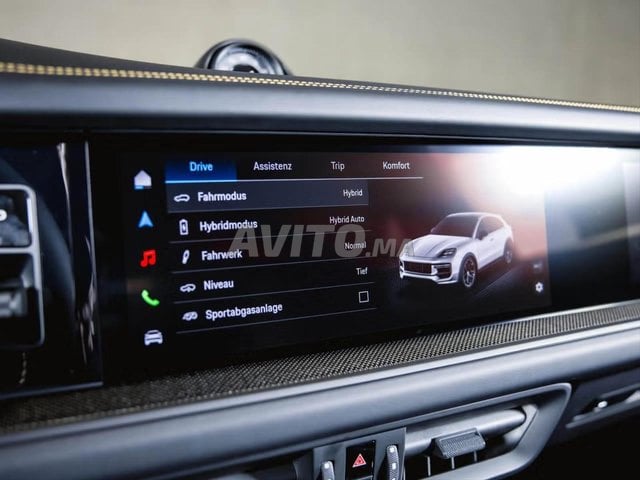 Drive Assistenz Trip Komfort
Fahrmodus Hybrid
Hybridmodus Hybrid Auto
Fahrwerk Normal
Niveau Tief
Sportabgasanlage
AVITO.MA